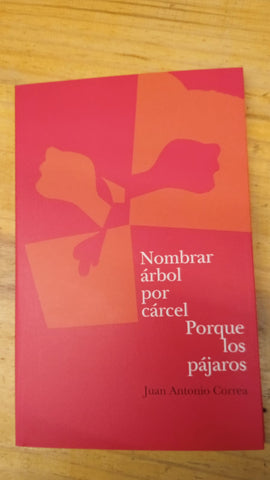 Nombrar
árbol
por
cárcel
Porque
los
pájaros
Juan Antonio Correa